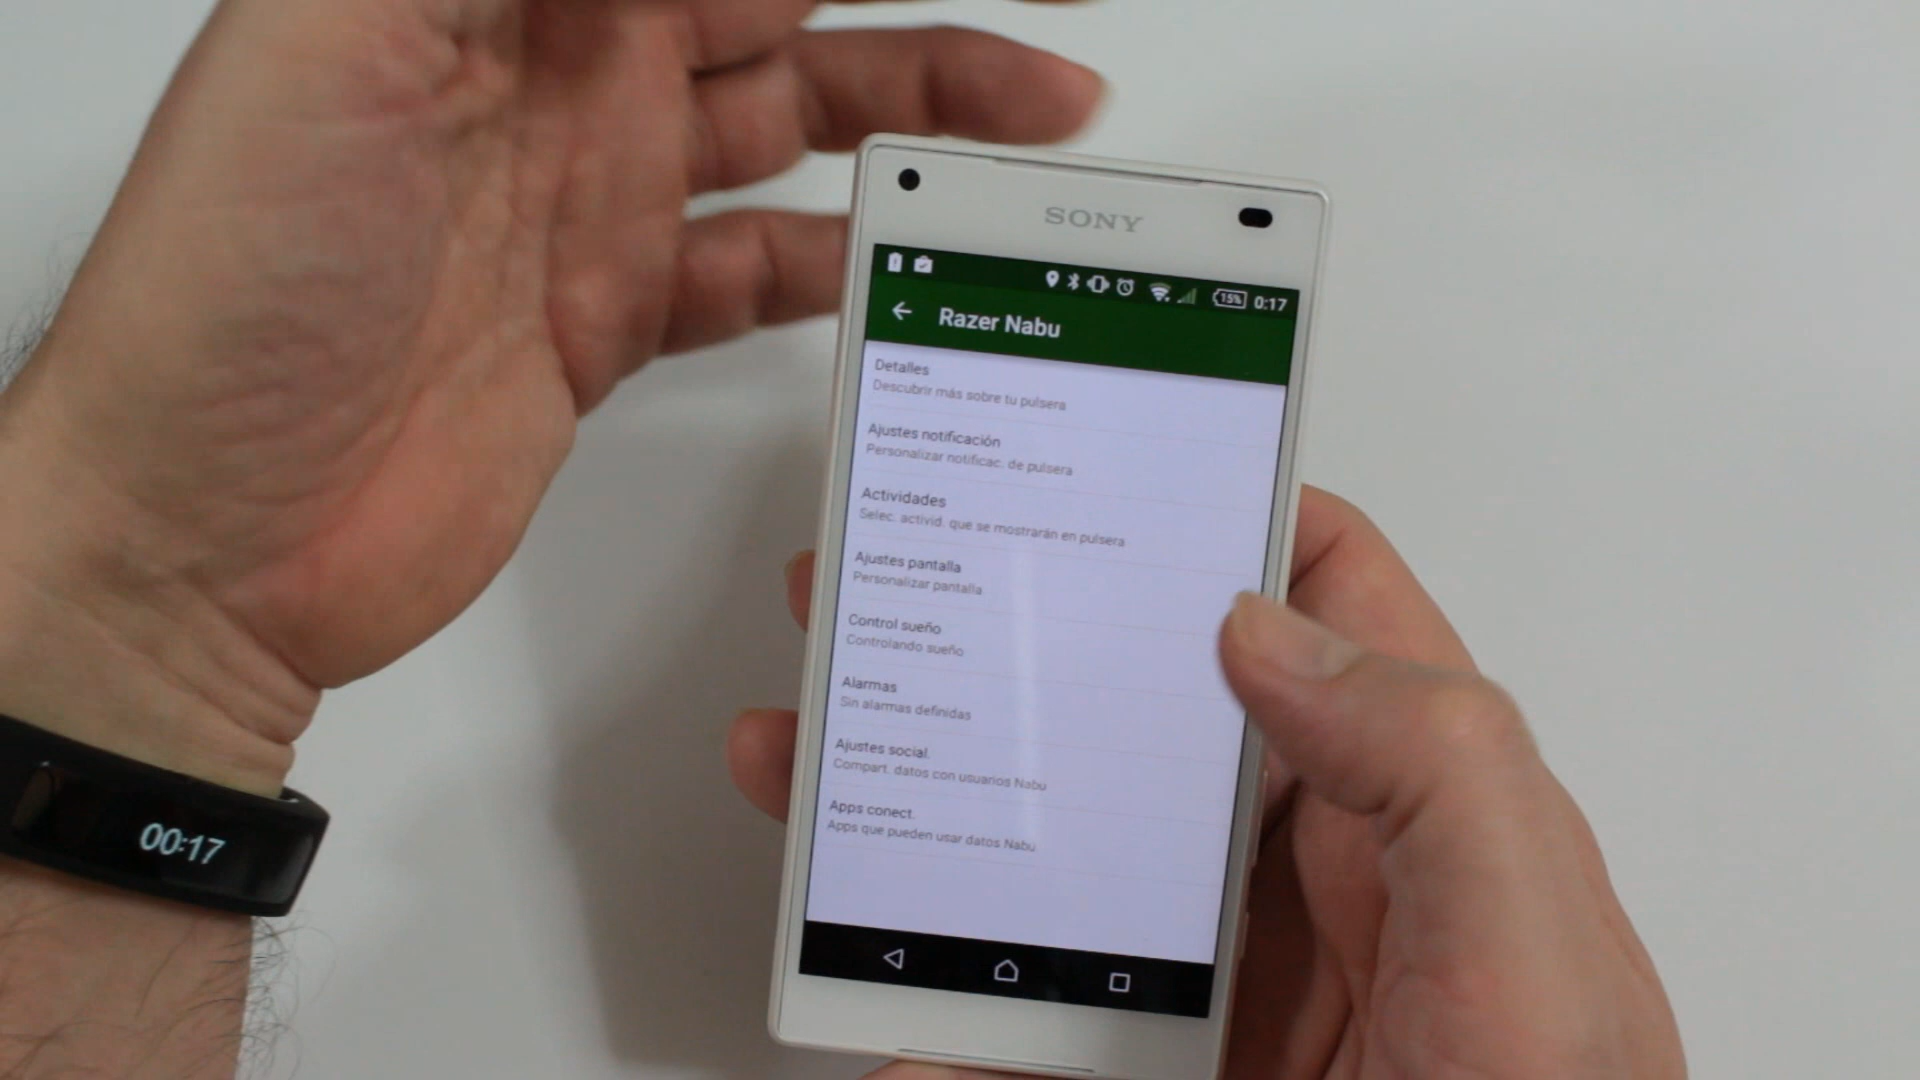 SONY
15% 0:17
Razer Nabu
Detalles
Descubrir más sobre tu pulsera
Ajustes notificación
Personalizar notificac. de pulsera
Actividades
Selec. activid. que se mostrarán en pulsera
Ajustes pantalla
Personalizar pantalla
Control sueño
Controlando sueño
Alarmas
Sin alarmas definidas
Ajustes social.
Compart. datos con usuarios Nabu
Apps conect.
Apps que pueden usar datos Nabu
00:17